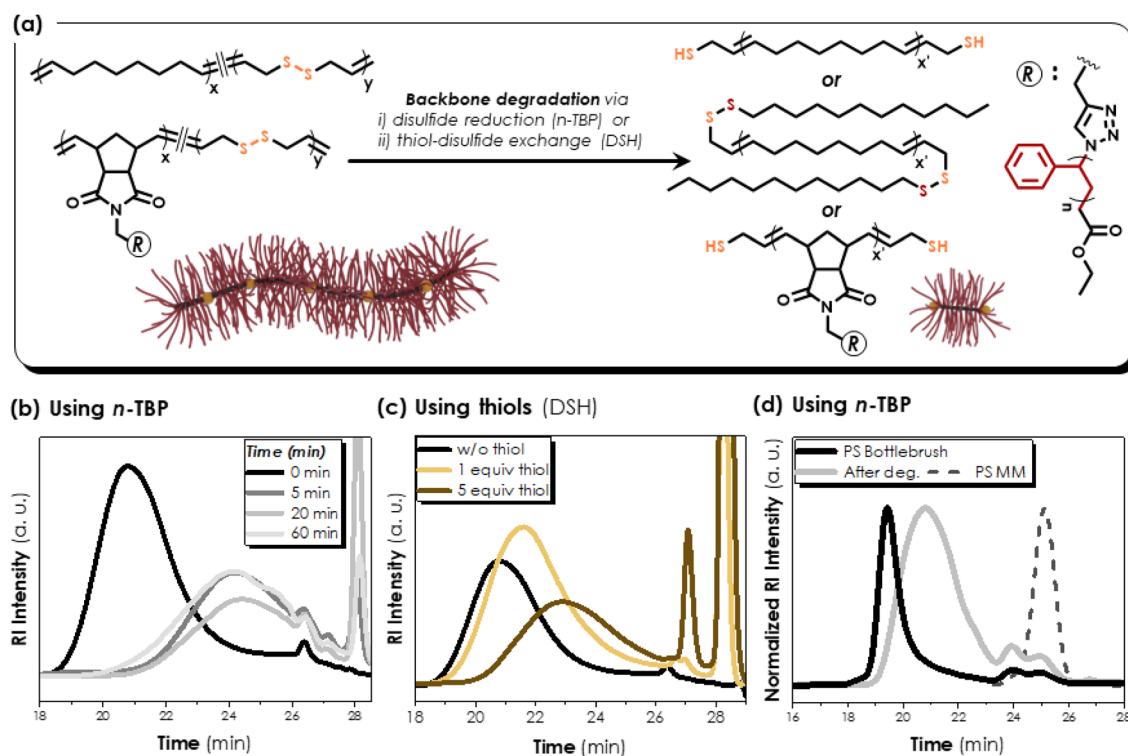 (a)
x
S
S
y
x
S
S
y
O
N
O
R
Backbone degradation via
i) disulfide reduction (n-TBP) or
ii) thiol-disulfide exchange (DSH)
HS
x'
SH
or
S
S
x'
S
S
or
HS
x'
SH
O
N
O
R
R :
N
N
N
n
O
O
(b) Using n-TBP
Time (min)
0 min
5 min
20 min
60 min
RI Intensity (a. u.)
18 20 22 24 26 28
Time (min)
(c) Using thiols (DSH)
w/o thiol
1 equiv thiol
5 equiv thiol
RI Intensity (a. u.)
18 20 22 24 26 28
Time (min)
(d) Using n-TBP
PS Bottlebrush
After deg. PS MM
Normalized RI Intensity (a. u.)
16 18 20 22 24 26 28
Time (min)